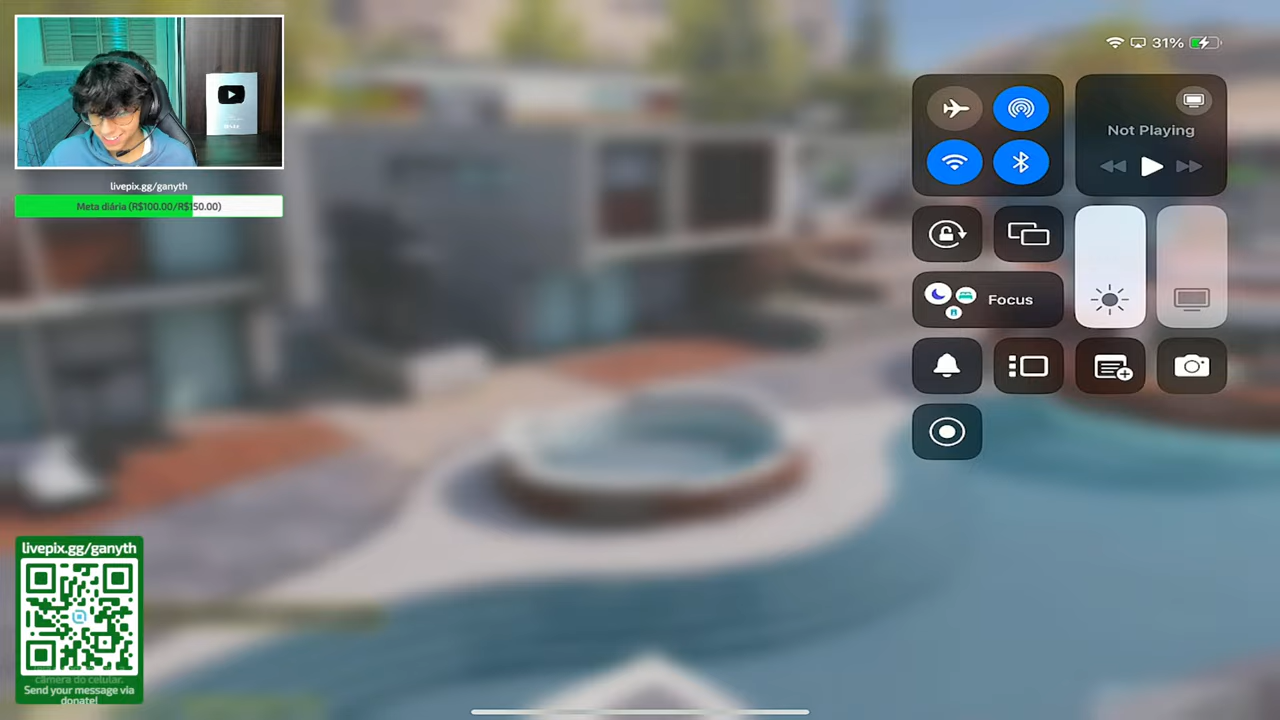 livepix.gg/ganyth
Meta diária (R$100.00/R$150.00)
31%
Not Playing
Focus
livepix.gg/ganyth
câmera do celular.
Send your message via
donate!